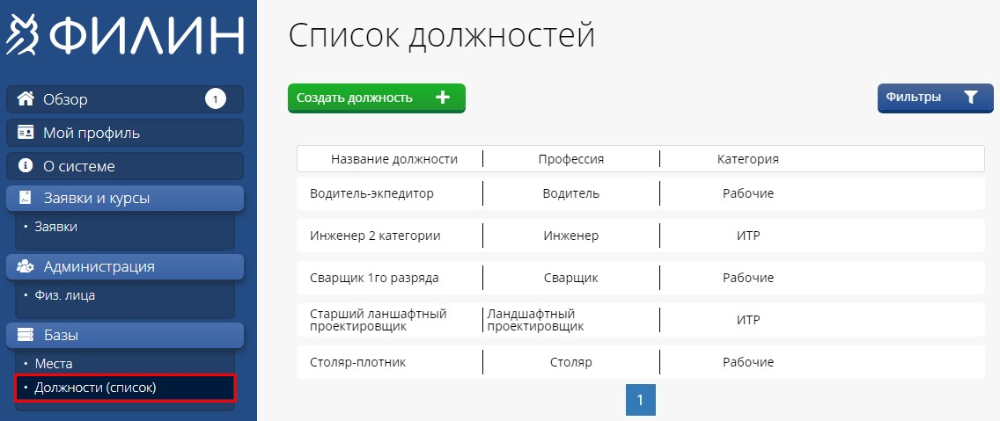 ФИЛИН
Обзор 1
Мой профиль
О системе
Заявки и курсы
• Заявки
Администрация
• Физ. лица
Базы
• Места
• Должности (список)
Список должностей
Создать должность +
Фильтры
Название должности Профессия Категория
Водитель-экпедитор Водитель Рабочие
Инженер 2 категории Инженер ИТР
Сварщик 1го разряда Сварщик Рабочие
Старший ланшафтный Ландшафтный ИТР
проектировщик проектировщик
Столяр-плотник Столяр Рабочие
1